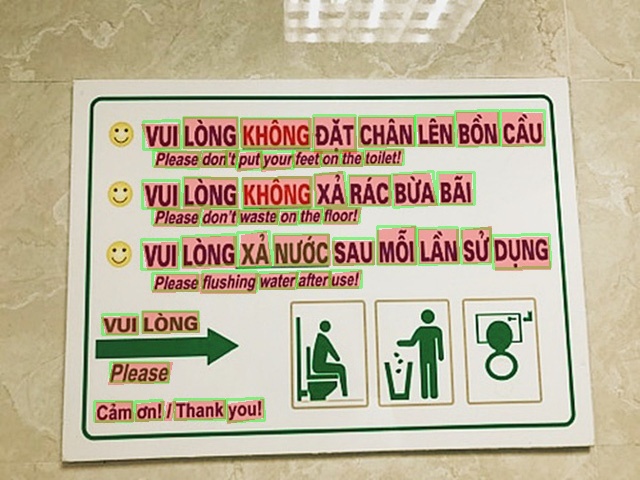 VUI LÒNG KHÔNG ĐẶT CHÂN LÊN BỒN CẦU
Please don't put your feet on the toilet!
VUI LÒNG KHÔNG XẢ RÁC BỪA BÃI
Please don't waste on the floor!
VUI LÒNG XẢ NƯỚC SAU MỖI LẦN SỬ DỤNG
Please flushing water after use!
VUI LÒNG
Please
Cảm ơn! / Thank you!